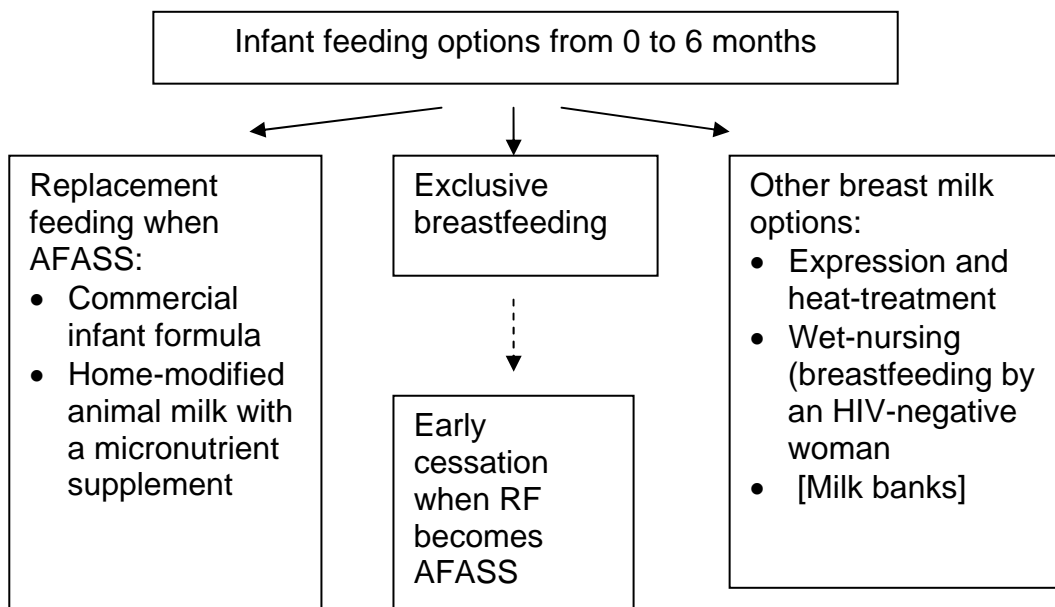 Infant feeding options from 0 to 6 months
Replacement
feeding when
AFASS:
• Commercial
infant formula
• Home-modified
animal milk with
a micronutrient
supplement
Exclusive
breastfeeding
Early
cessation
when RF
becomes
AFASS
Other breast milk
options:
• Expression and
heat-treatment
• Wet-nursing
(breastfeeding by
an HIV-negative
woman
• [Milk banks]